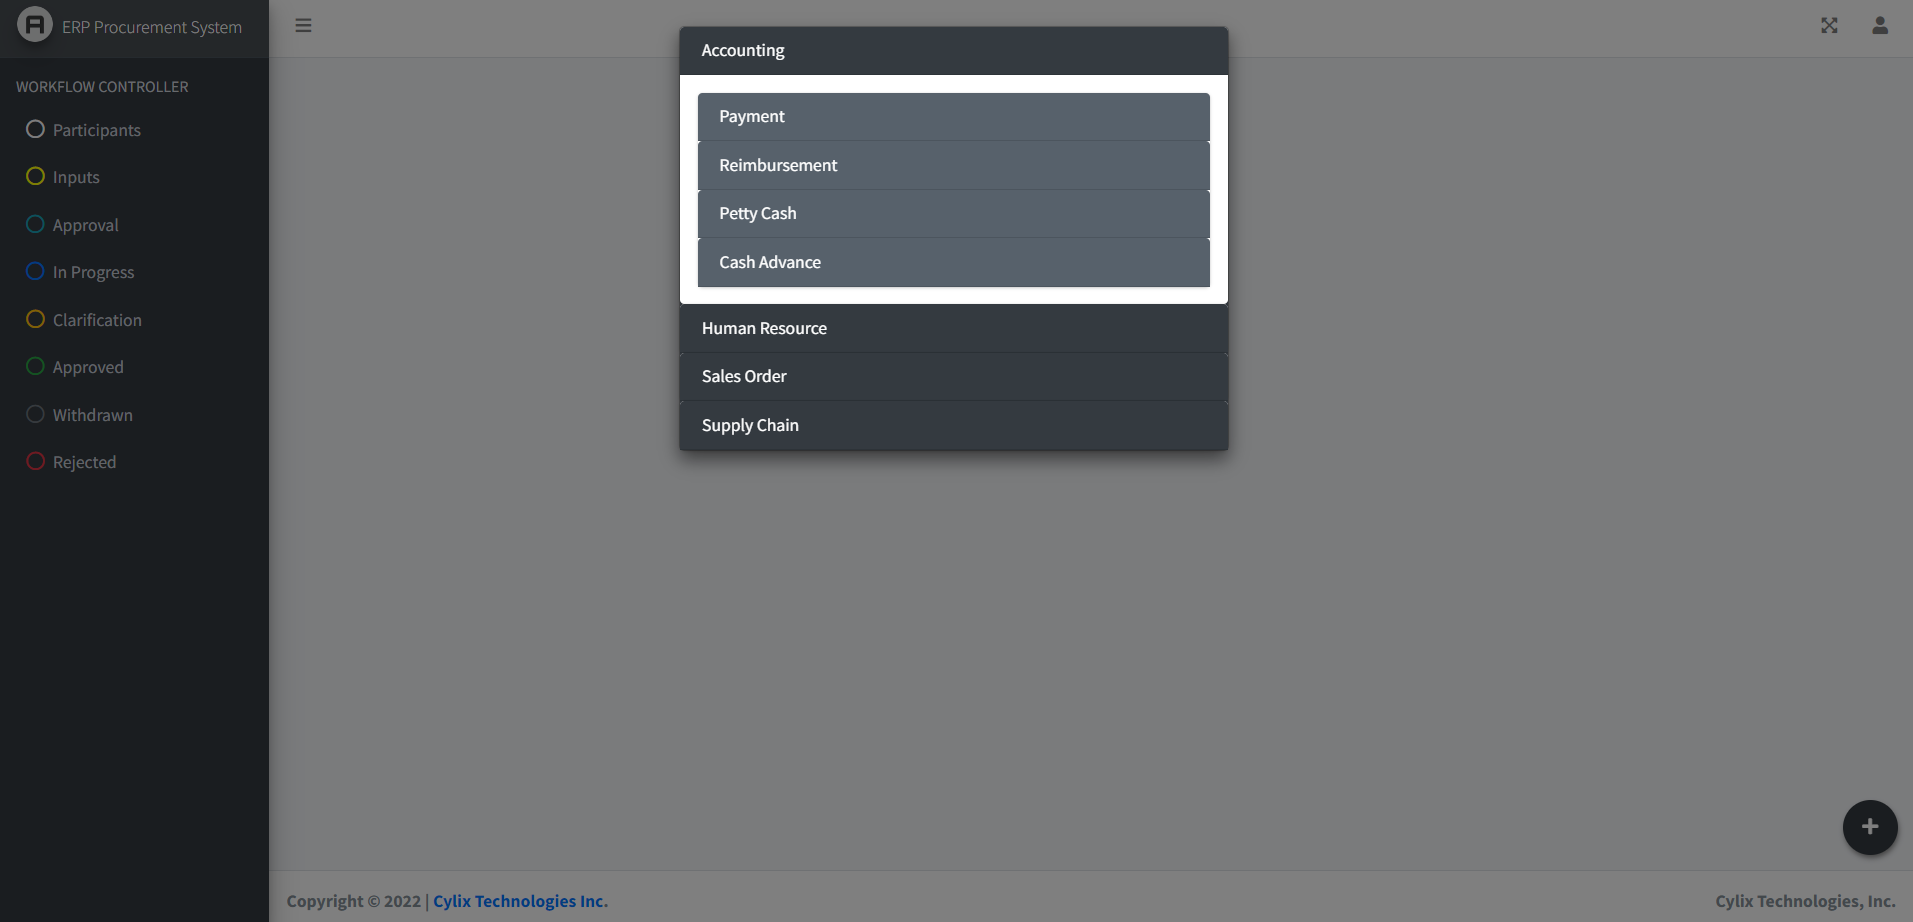 ERP Procurement System
WORKFLOW CONTROLLER
Participants
Inputs
Approval
In Progress
Clarification
Approved
Withdrawn
Rejected
Accounting
Payment
Reimbursement
Petty Cash
Cash Advance
Human Resource
Sales Order
Supply Chain
Copyright © 2022 | Cylix Technologies Inc.
Cylix Technologies, Inc.